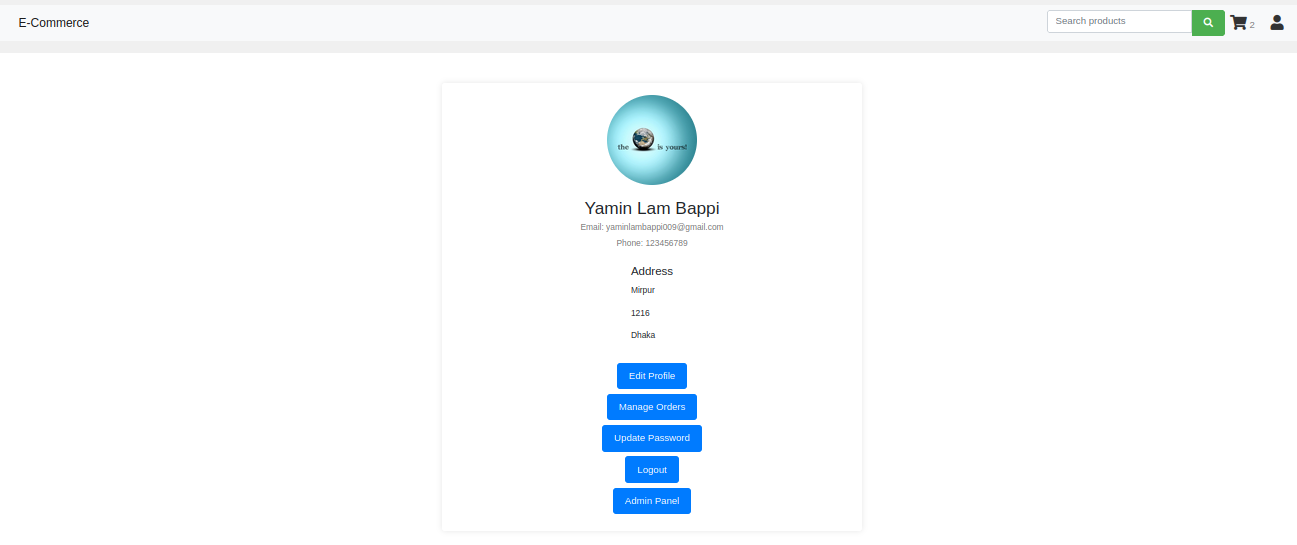 E-Commerce
Search products
2
the is yours!
Yamin Lam Bappi
Email: yaminlambappi009@gmail.com
Phone: 123456789
Address
Mirpur
1216
Dhaka
Edit Profile
Manage Orders
Update Password
Logout
Admin Panel